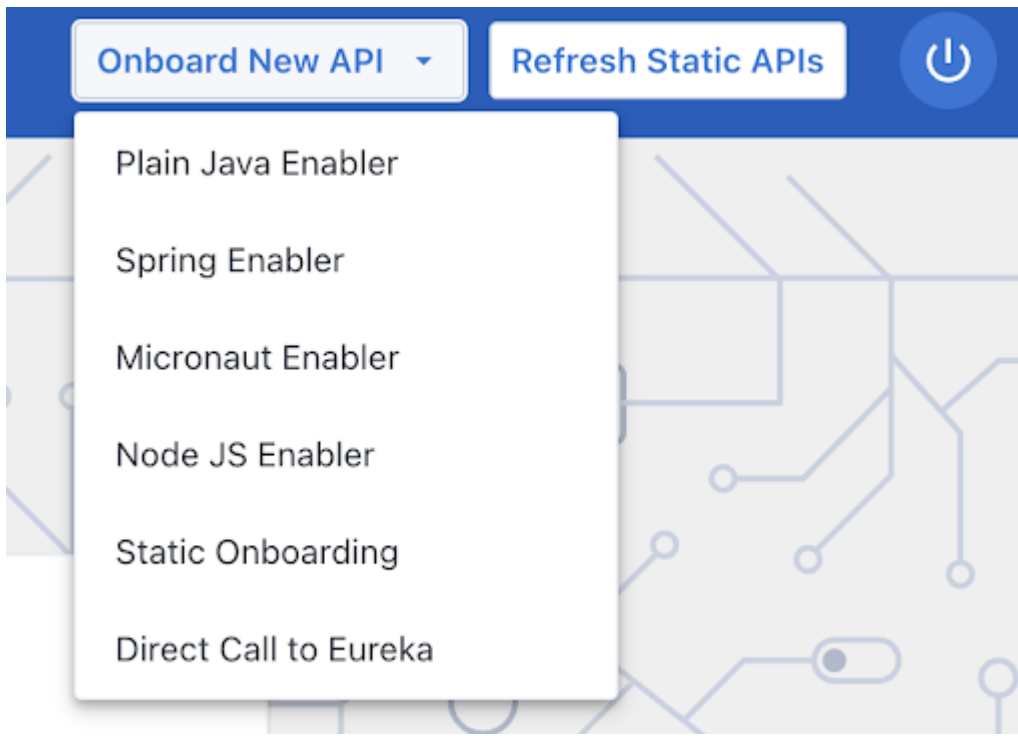 Onboard New API
Refresh Static APIs
Plain Java Enabler
Spring Enabler
Micronaut Enabler
Node JS Enabler
Static Onboarding
Direct Call to Eureka